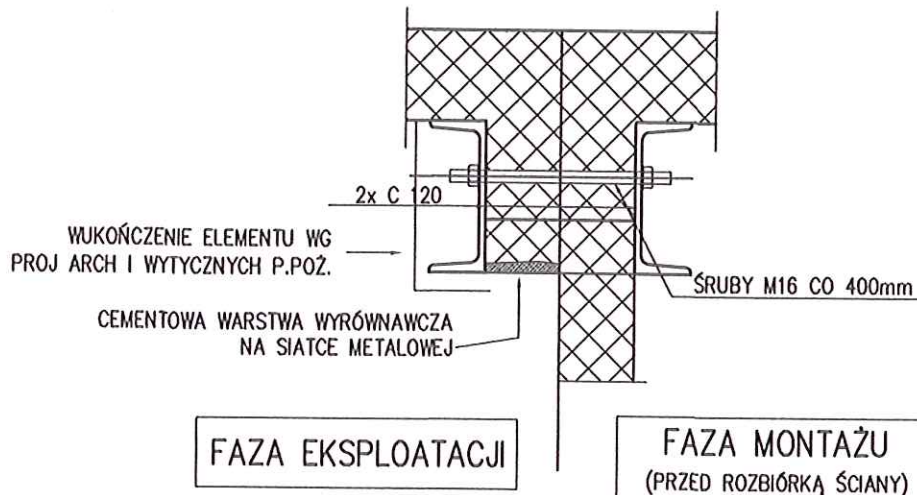 2x C 120
WUKOŃCZENIE ELEMENTU WG
PROJ ARCH I WYTYCZNYCH P.POŻ.
ŚRUBY M16 CO 400mm
CEMENTOWA WARSTWA WYRÓWNAWCZA
NA SIATCE METALOWEJ
FAZA EKSPLOATACJI
FAZA MONTAŻU
(PRZED ROZBIÓRKĄ ŚCIANY)